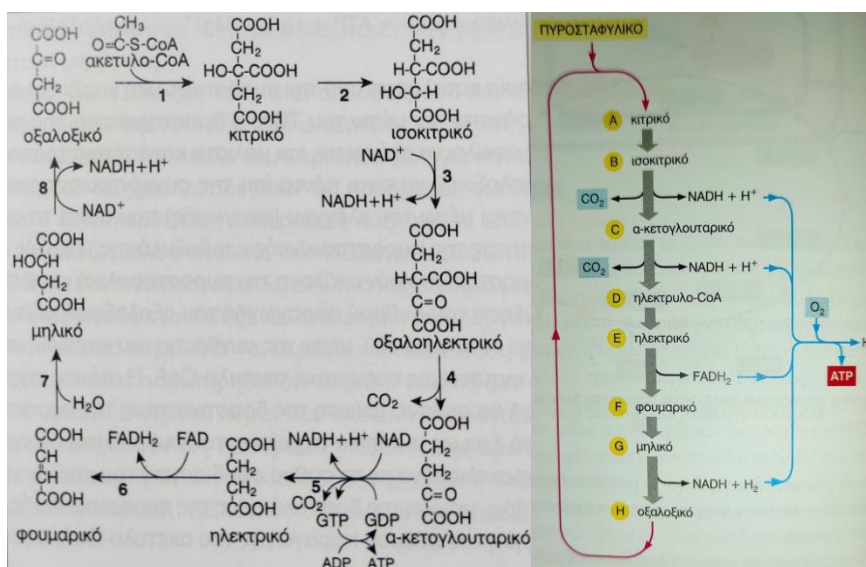 COOH
C=O
CH₂
COOH
οξαλοξικό
CH₃
O=C-S-CoA
ακετυλο-CoA
1
COOH
CH₂
HO-C-COOH
CH₂
COOH
κιτρικό
2
COOH
CH₂
H-C-COOH
HO-C-H
COOH
ισοκιτρικό
NAD⁺
3
NADH+H⁺
COOH
CH₂
H-C-COOH
C=O
COOH
οξαλοηλεκτρικό
4
CO₂
COOH
CH₂
CH₂
C=O
COOH
α-κετογλουταρικό
NADH+H⁺ NAD
5
CO₂
GTP GDP
ADP ATP
COOH
CH₂
CH₂
COOH
ηλεκτρικό
FADH₂ FAD
6
COOH
CH
CH
COOH
φουμαρικό
7
H₂O
COOH
HOCH
CH₂
COOH
μηλικό
8
NADH+H⁺
NAD⁺
ΠΥΡΟΣΤΑΦΥΛΙΚΟ
A κιτρικό
B ισοκιτρικό
CO₂ NADH + H⁺
C α-κετογλουταρικό
CO₂ NADH + H⁺
D ηλεκτρυλο-CoA
O₂
E ηλεκτρικό
H
FADH₂ ATP
F φουμαρικό
G μηλικό
NADH + H₂
H οξαλοξικό